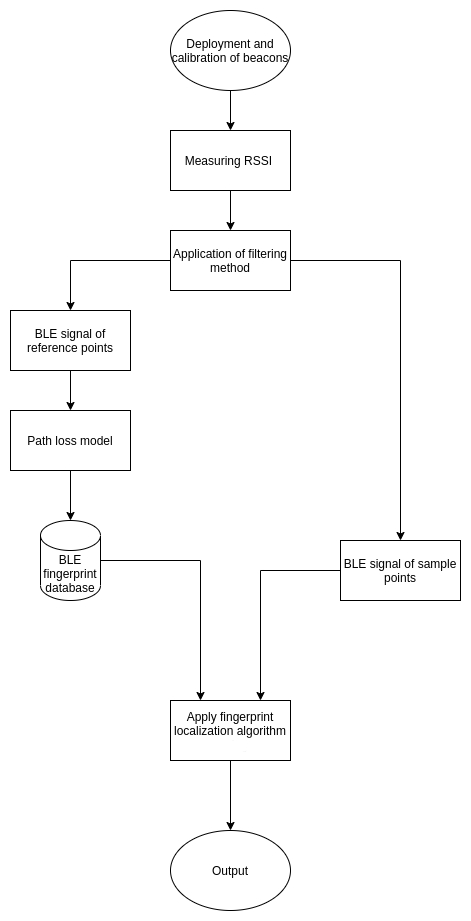 Deployment and
calibration of beacons
Measuring RSSI
Application of filtering
method
BLE signal of
reference points
Path loss model
BLE
fingerprint
database
BLE signal of sample
points
Apply fingerprint
localization algorithm
Output